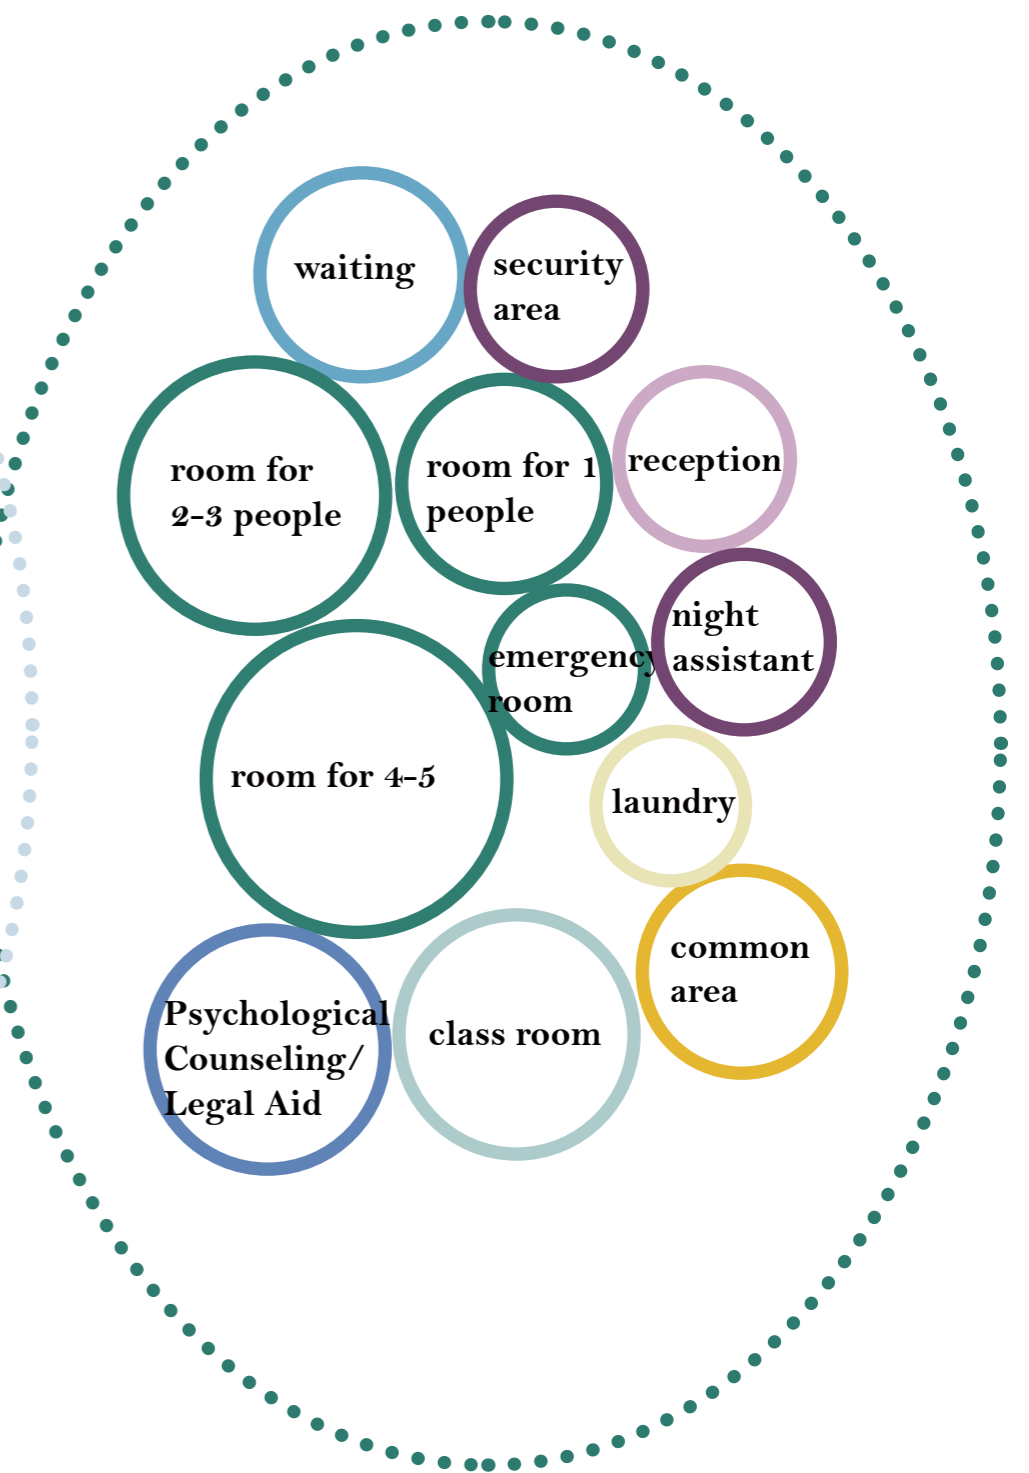 waiting
security
area
room for
2-3 people
room for 1
people
reception
emergency
room
night
assistant
room for 4-5
laundry
common
area
Psychological
Counseling/
Legal Aid
class room